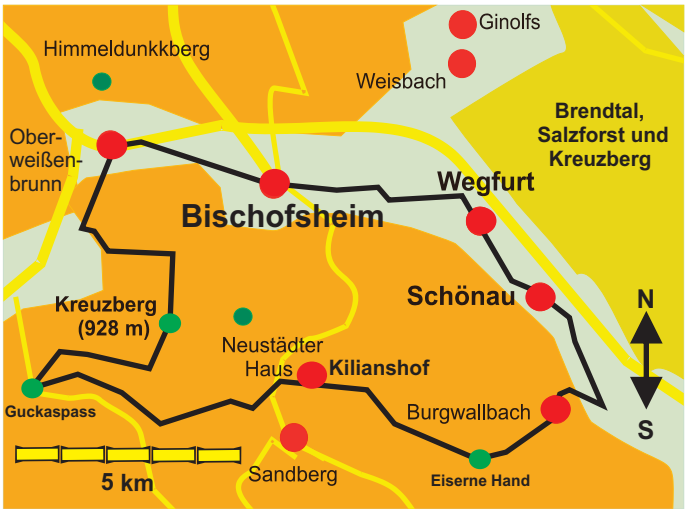 Ginolfs
Himmeldunkkberg
Weisbach
Brendtal,
Salzforst und
Kreuzberg
Ober-
weißen-
brunn
Wegfurt
Bischofsheim
Schönau
N
Kreuzberg
(928 m)
Neustädter
Haus
Kilianshof
Guckaspass
Burgwallbach
S
Sandberg
Eiserne Hand
5 km